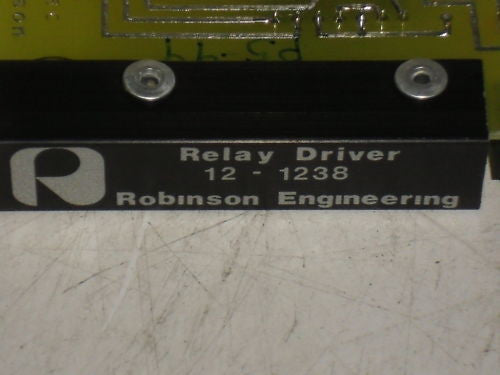 Relay Driver
12 - 1238
Robinson Engineering